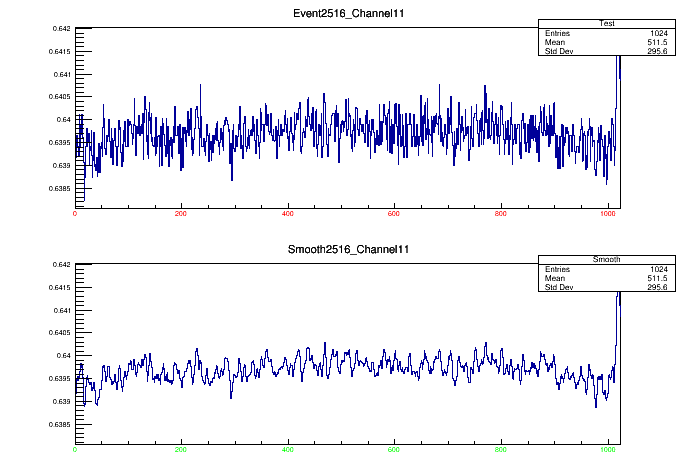 Event2516_Channel11
Test
Entries 1024
Mean 511.5
Std Dev 295.6
0.642
0.6415
0.641
0.6405
0.64
0.6395
0.639
0.6385
0 200 400 600 800 1000
Smooth2516_Channel11
Smooth
Entries 1024
Mean 511.5
Std Dev 295.6
0.642
0.6415
0.641
0.6405
0.64
0.6395
0.639
0.6385
0 200 400 600 800 1000